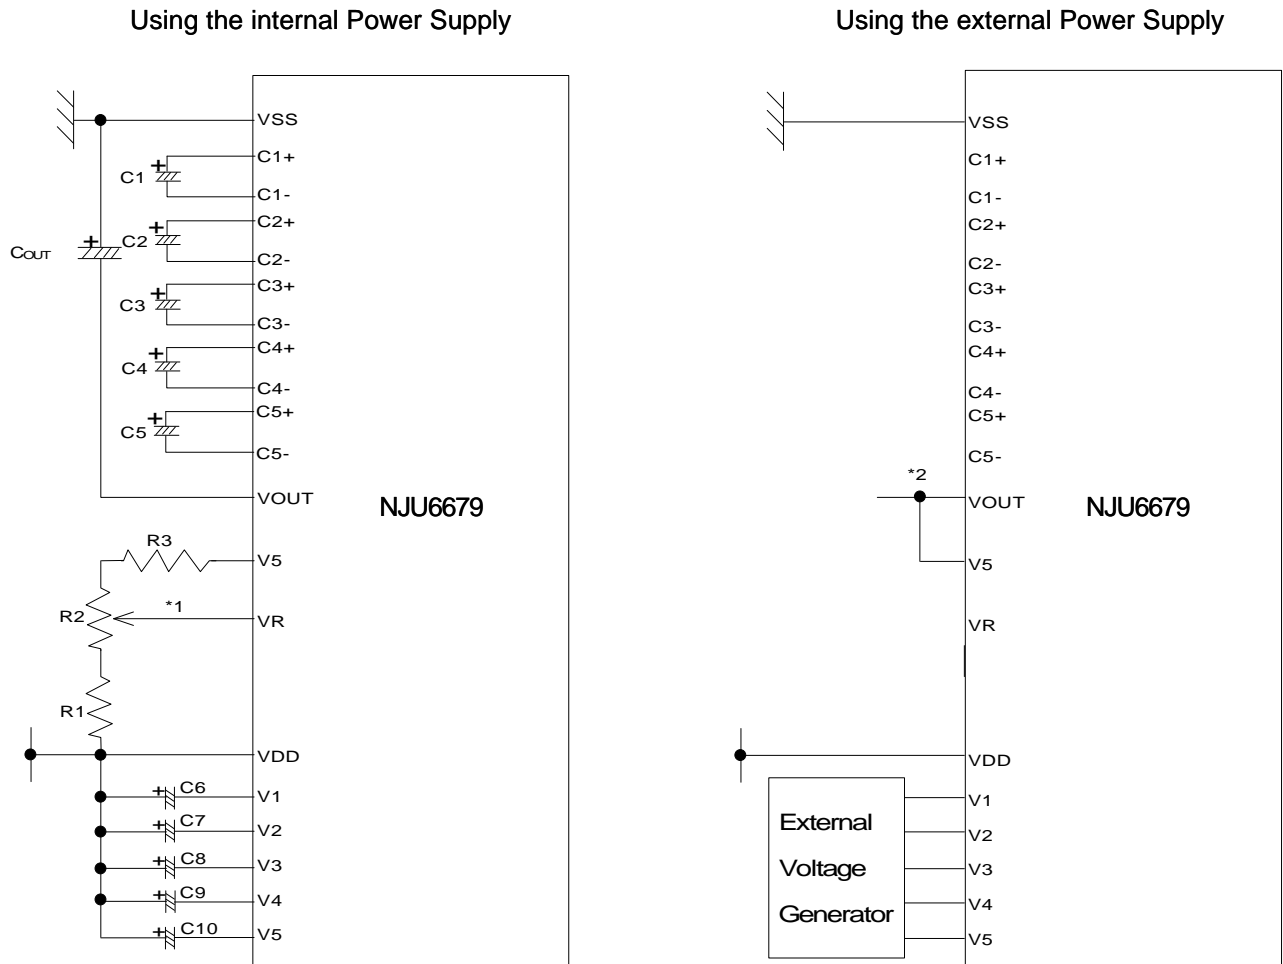 Using the internal Power Supply
VSS
C1+
C1
C1-
C2+
C2
C2-
COUT
C3+
C3
C3-
C4+
C4
C4-
C5+
C5
C5-
VOUT
NJU6679
R3
V5
R2
*1
VR
R1
VDD
C6
V1
C7
V2
C8
V3
C9
V4
C10
V5
Using the external Power Supply
VSS
C1+
C1-
C2+
C2-
C3+
C3-
C4+
C4-
C5+
C5-
*2
VOUT
NJU6679
V5
VR
VDD
External
Voltage
Generator
V1
V2
V3
V4
V5